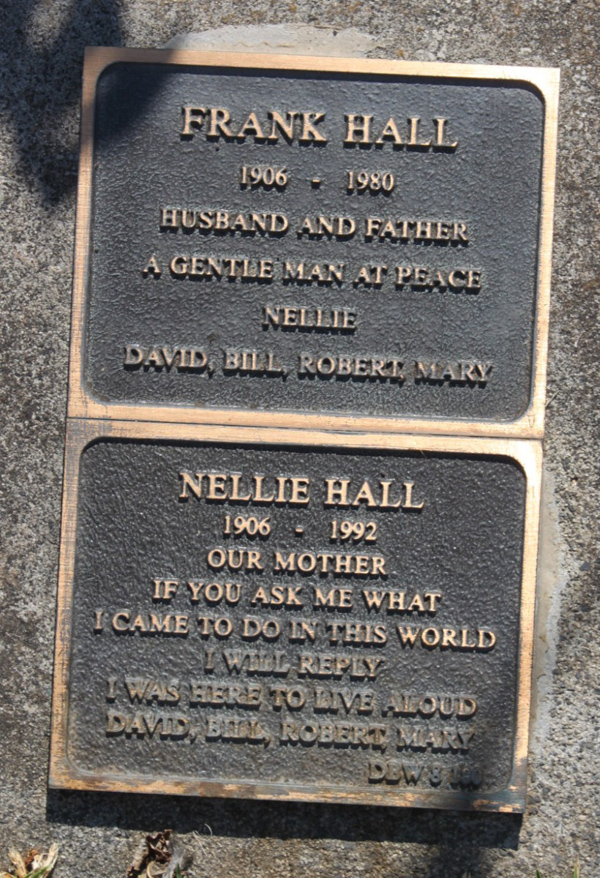 FRANK HALL
1906 - 1980
HUSBAND AND FATHER
A GENTLE MAN AT PEACE
NELLIE
DAVID, BILL, ROBERT, MARY
NELLIE HALL
1906 - 1992
OUR MOTHER
IF YOU ASK ME WHAT
I CAME TO DO IN THIS WORLD
I WILL REPLY
I WAS HERE TO LIVE ALOUD
DAVID, BILL, ROBERT, MARY